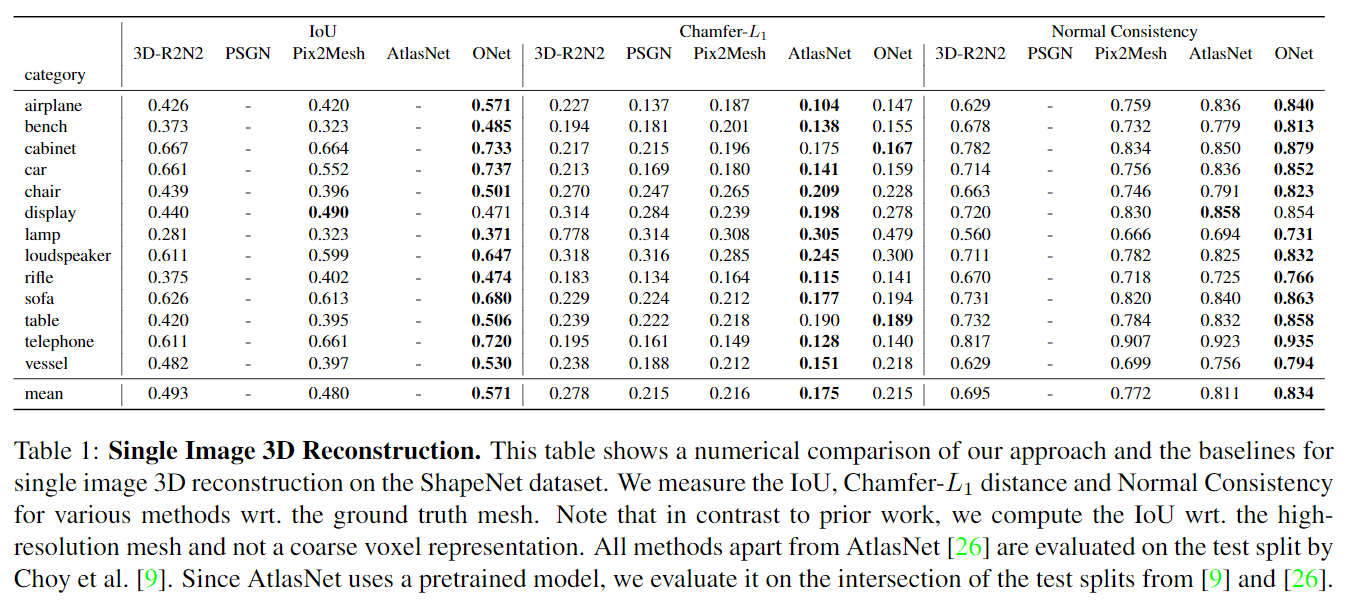 IoU Chamfer-L1 Normal Consistency
3D-R2N2 PSGN Pix2Mesh AtlasNet ONet 3D-R2N2 PSGN Pix2Mesh AtlasNet ONet 3D-R2N2 PSGN Pix2Mesh AtlasNet ONet
category
airplane 0.426 - 0.420 - 0.571 0.227 0.137 0.187 0.104 0.147 0.629 - 0.759 0.836 0.840
bench 0.373 - 0.323 - 0.485 0.194 0.181 0.201 0.138 0.155 0.678 - 0.732 0.779 0.813
cabinet 0.667 - 0.664 - 0.733 0.217 0.215 0.196 0.175 0.167 0.782 - 0.834 0.850 0.879
car 0.661 - 0.552 - 0.737 0.213 0.169 0.180 0.141 0.159 0.714 - 0.756 0.836 0.852
chair 0.439 - 0.396 - 0.501 0.270 0.247 0.265 0.209 0.228 0.663 - 0.746 0.791 0.823
display 0.440 - 0.490 - 0.471 0.314 0.284 0.239 0.198 0.278 0.720 - 0.830 0.858 0.854
lamp 0.281 - 0.323 - 0.371 0.778 0.314 0.308 0.305 0.479 0.560 - 0.666 0.694 0.731
loudspeaker 0.611 - 0.599 - 0.647 0.318 0.316 0.285 0.245 0.300 0.711 - 0.782 0.825 0.832
rifle 0.375 - 0.402 - 0.474 0.183 0.134 0.164 0.115 0.141 0.670 - 0.718 0.725 0.766
sofa 0.626 - 0.613 - 0.680 0.229 0.224 0.212 0.177 0.194 0.731 - 0.820 0.840 0.863
table 0.420 - 0.395 - 0.506 0.239 0.222 0.218 0.190 0.189 0.732 - 0.784 0.832 0.858
telephone 0.611 - 0.661 - 0.720 0.195 0.161 0.149 0.128 0.140 0.817 - 0.907 0.923 0.935
vessel 0.482 - 0.397 - 0.530 0.238 0.188 0.212 0.151 0.218 0.629 - 0.699 0.756 0.794
mean 0.493 - 0.480 - 0.571 0.278 0.215 0.216 0.175 0.215 0.695 - 0.772 0.811 0.834
Table 1: Single Image 3D Reconstruction. This table shows a numerical comparison of our approach and the baselines for
single image 3D reconstruction on the ShapeNet dataset. We measure the IoU, Chamfer-L1 distance and Normal Consistency
for various methods wrt. the ground truth mesh. Note that in contrast to prior work, we compute the IoU wrt. the high-
resolution mesh and not a coarse voxel representation. All methods apart from AtlasNet [26] are evaluated on the test split by
Choy et al. [9]. Since AtlasNet uses a pretrained model, we evaluate it on the intersection of the test splits from [9] and [26].